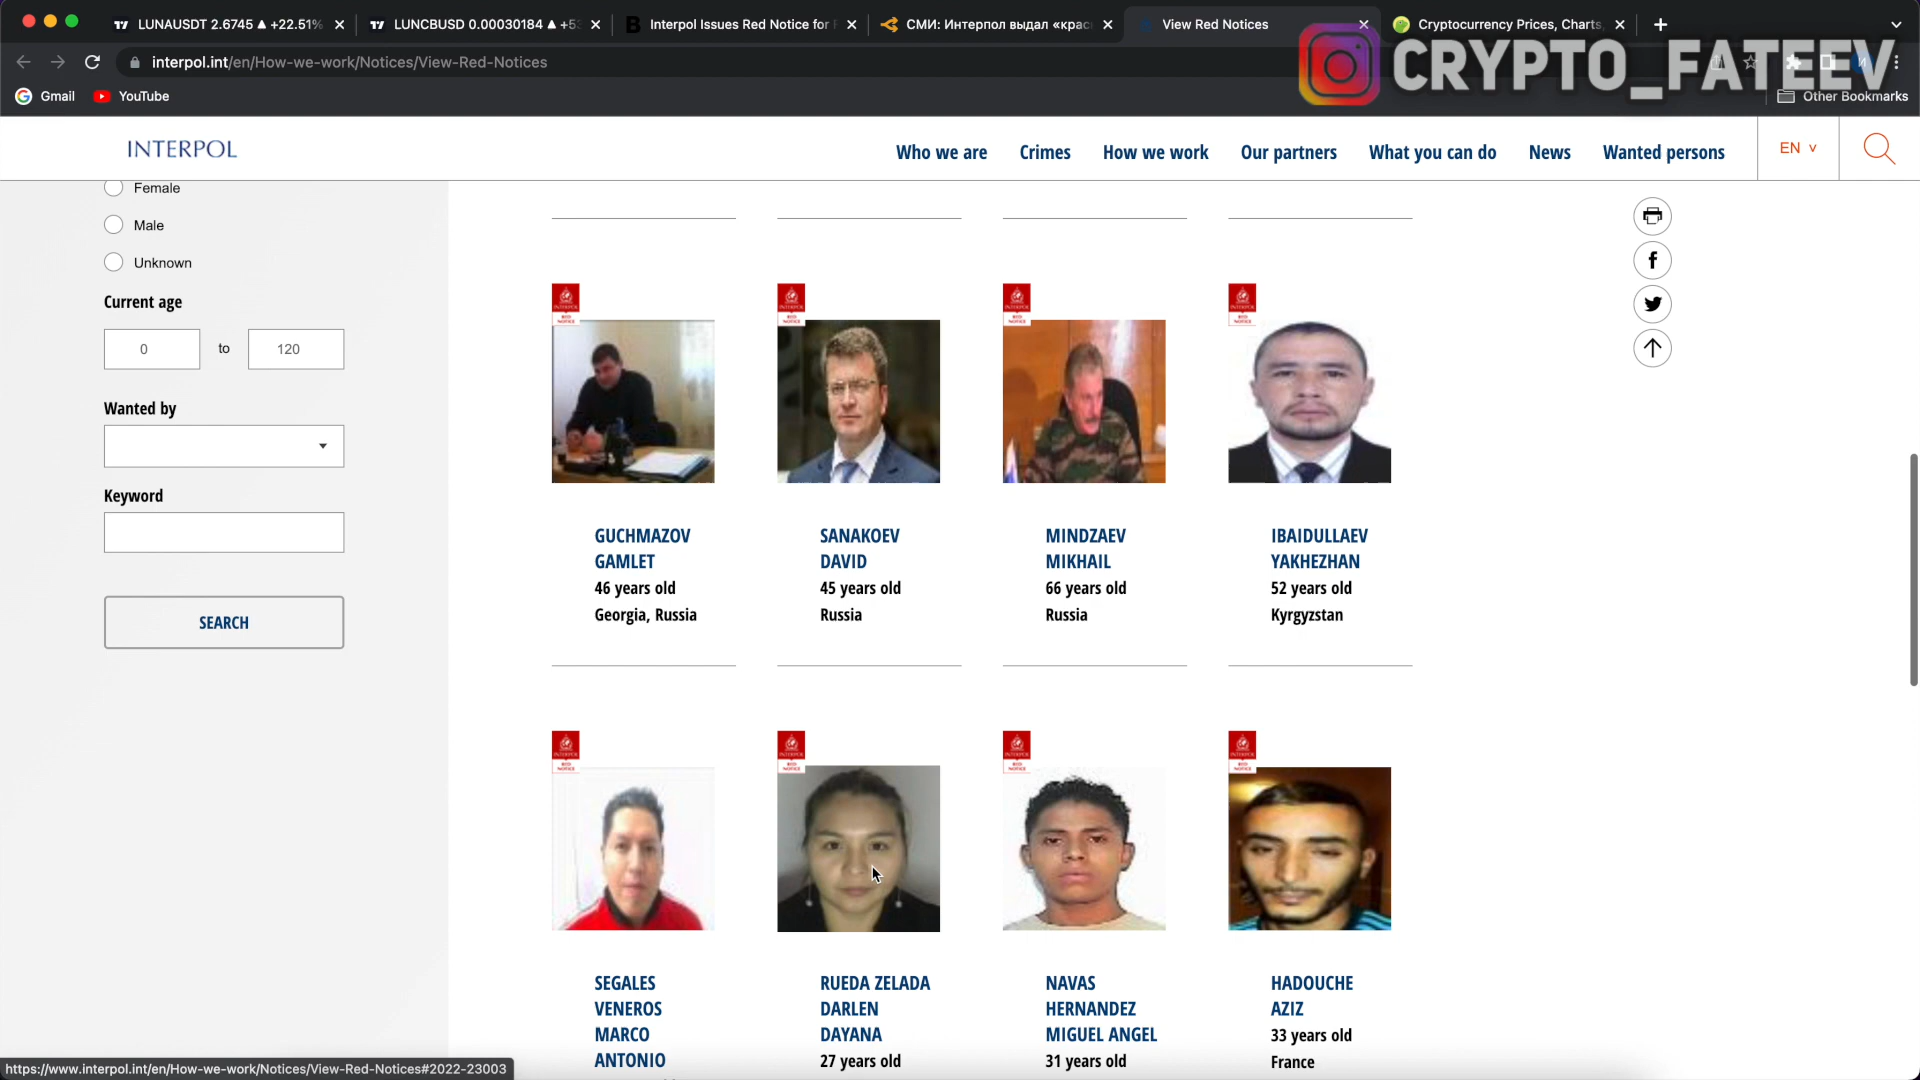 LUNAUSDT 2.6745 ▲ +22.51%
LUNCBUSD 0.00030184 ▲ +5
Interpol Issues Red Notice for
СМИ: Интерпол выдал «крас
View Red Notices
Cryptocurrency Prices, Charts,
interpol.int/en/How-we-work/Notices/View-Red-Notices
CRYPTO_FATEEV
Gmail
YouTube
Other Bookmarks
INTERPOL
Who we are
Crimes
How we work
Our partners
What you can do
News
Wanted persons
EN
Female
Male
Unknown
Current age
0
to
120
Wanted by
Keyword
SEARCH
GUCHMAZOV
GAMLET
46 years old
Georgia, Russia
SANAKOEV
DAVID
45 years old
Russia
MINDZAEV
MIKHAIL
66 years old
Russia
IBAIDULLAEV
YAKHEZHAN
52 years old
Kyrgyzstan
SEGALES
VENEROS
MARCO
ANTONIO
RUEDA ZELADA
DARLEN
DAYANA
27 years old
NAVAS
HERNANDEZ
MIGUEL ANGEL
31 years old
HADOUCHE
AZIZ
33 years old
France
https://www.interpol.int/en/How-we-work/Notices/View-Red-Notices#2022-23003